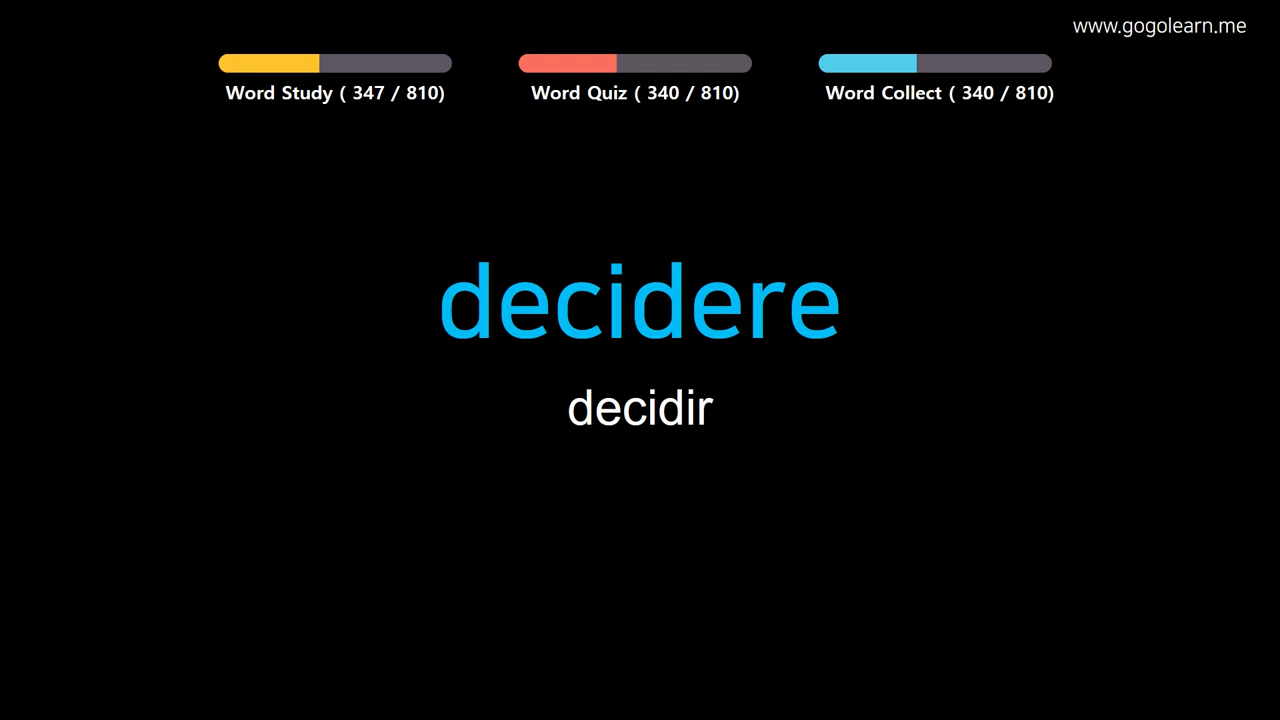 www.gogolearn.me
Word Study ( 347 / 810)
Word Quiz ( 340 / 810)
Word Collect ( 340 / 810)
decidere
decidir